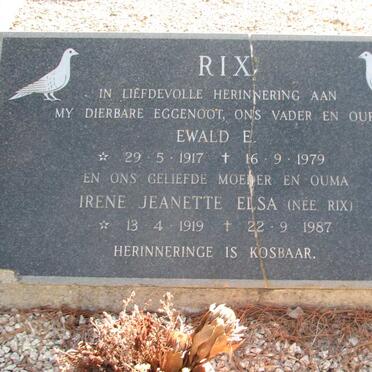 RIX
IN LIEFDEVOLLE HERINNERING AAN
MY DIERBARE EGGENOOT, ONS VADER EN OUP
EWALD E.
☆ 29-5-1917 ✝ 16-9-1979
EN ONS GELIEFDE MOEDER EN OUMA
IRENE JEANETTE ELSA (NEE RIX)
☆ 13-4-1919 ✝ 22-9-1987
HERINNERINGE IS KOSBAAR.